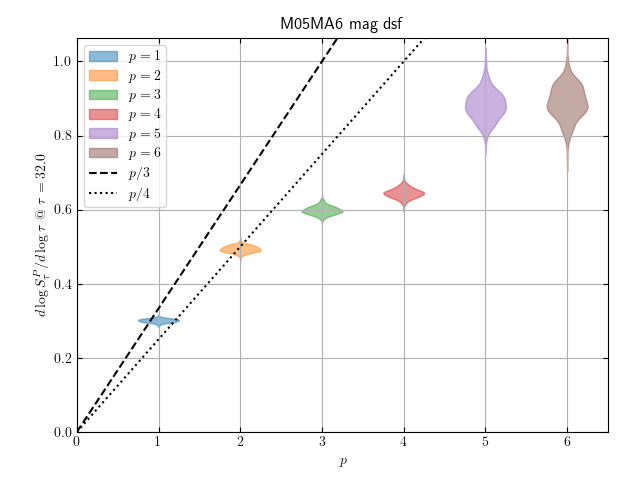 M05MA6 mag dsf
1.0
0.8
0.6
0.4
0.2
0.0
d log S_τ^P / d log τ @ τ = 32.0
p = 1
p = 2
p = 3
p = 4
p = 5
p = 6
p/3
p/4
0 1 2 3 4 5 6
p